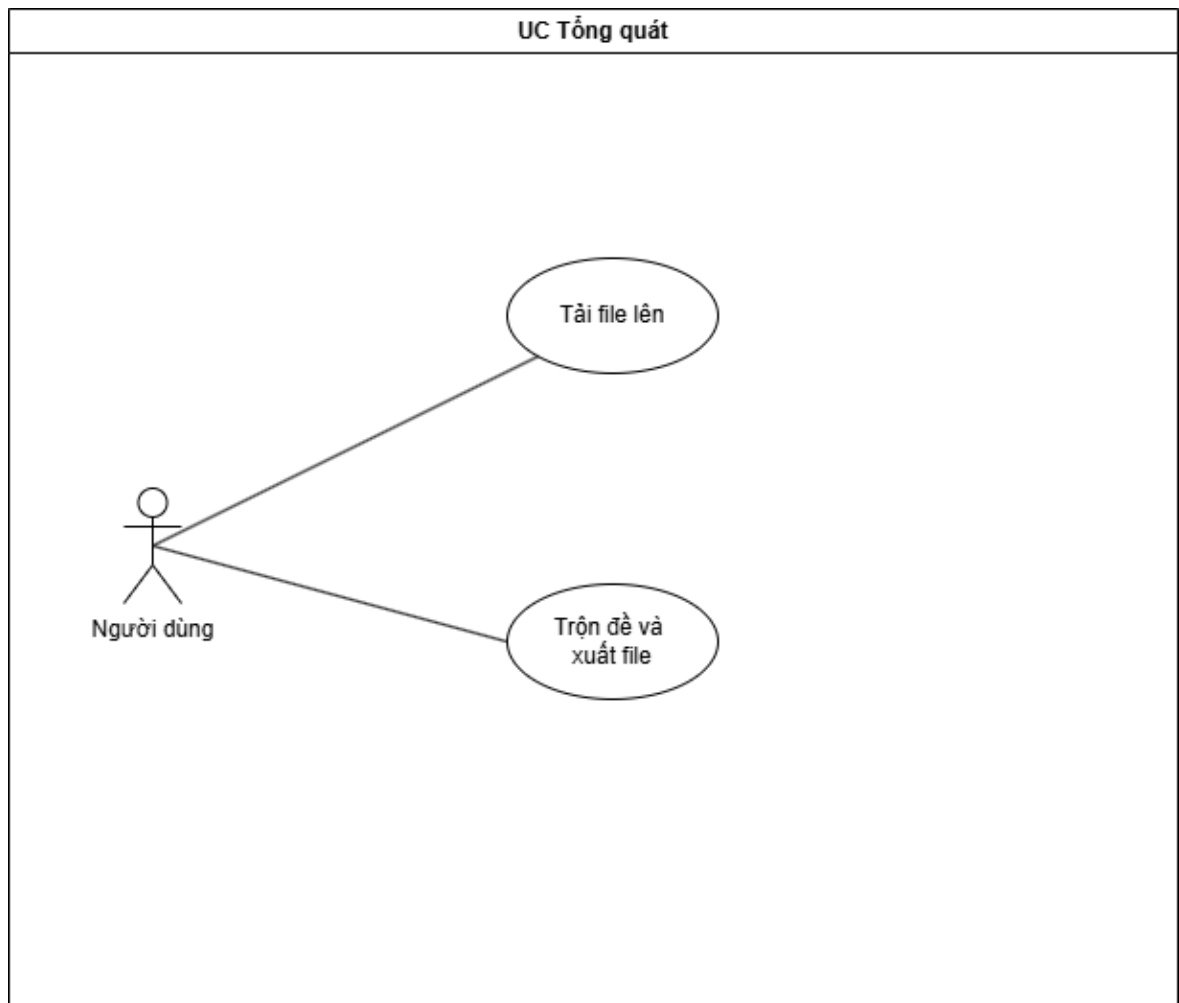 UC Tổng quát
Tải file lên
Người dùng
Trộn đề và
xuất file